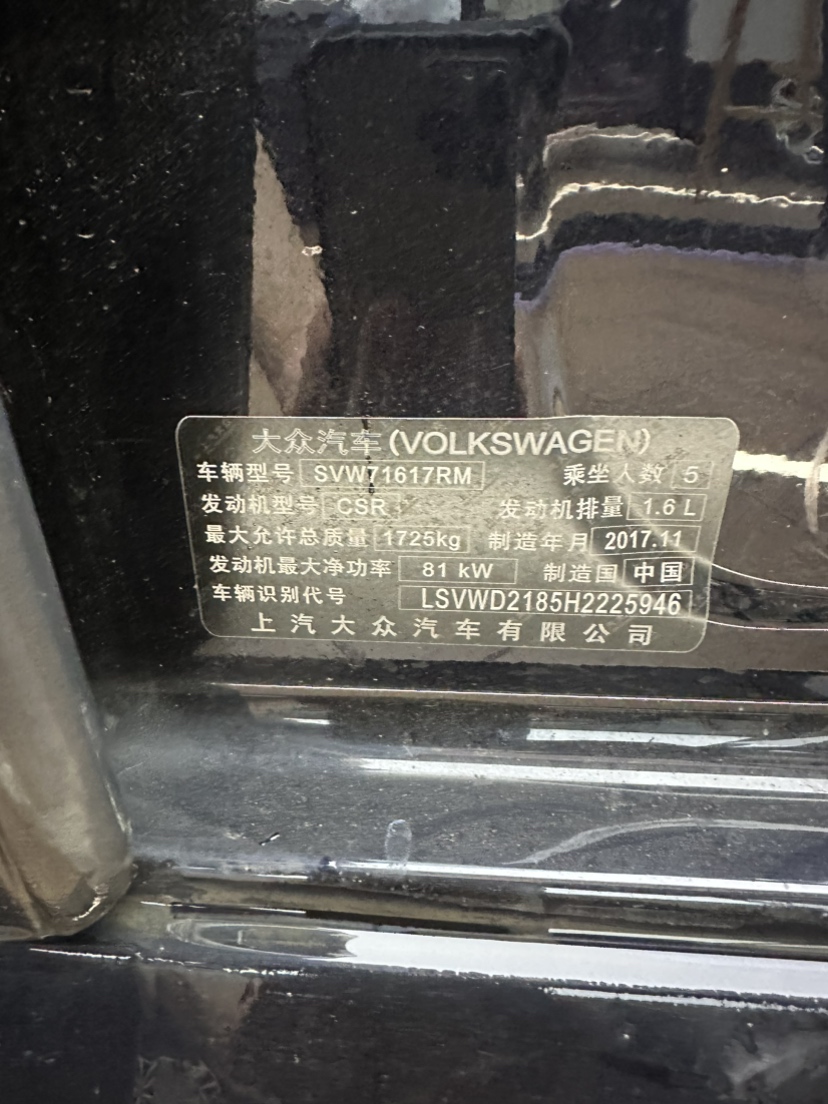 大众汽车(VOLKSWAGEN)
车辆型号 SVW71617RM 乘坐人数 5
发动机型号 CSR 发动机排量 1.6 L
最大允许总质量 1725kg 制造年月 2017.11
发动机最大净功率 81 kW 制造国 中国
车辆识别代号 LSVWD2185H2225946
上汽大众汽车有限公司